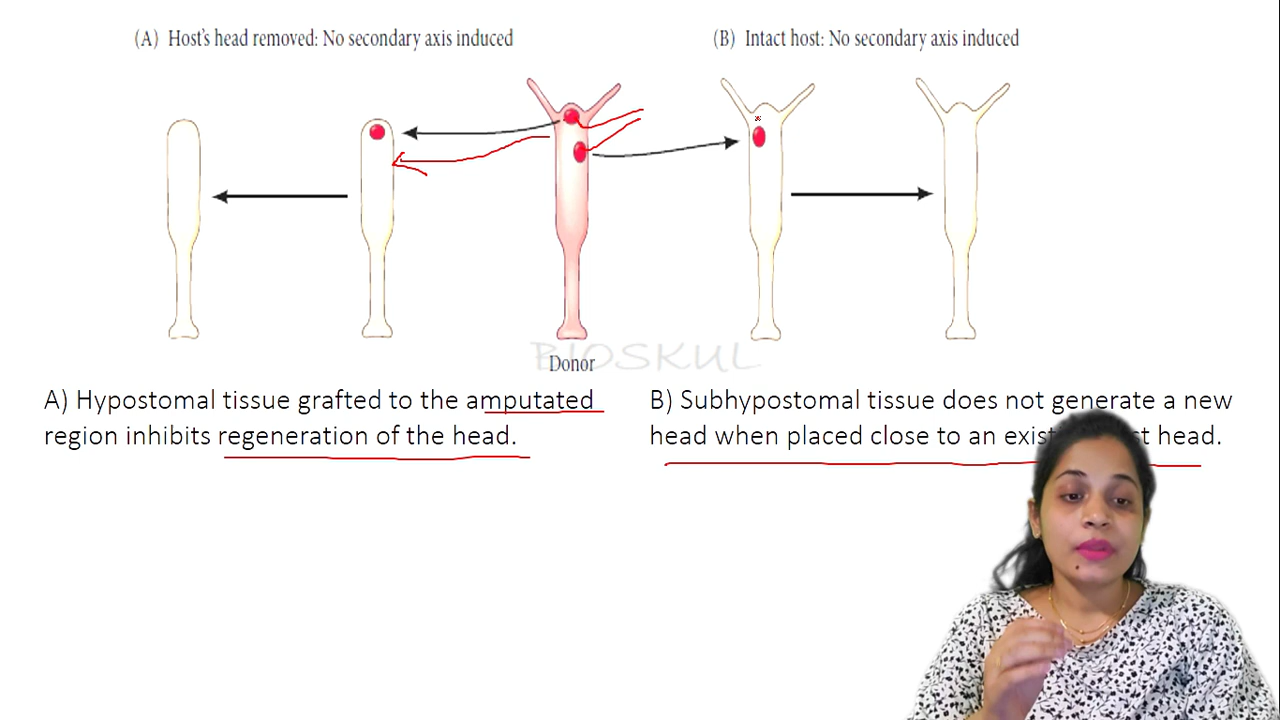 (A) Host's head removed: No secondary axis induced
(B) Intact host: No secondary axis induced
BIOSKUL
Donor
A) Hypostomal tissue grafted to the amputated
region inhibits regeneration of the head.
B) Subhypostomal tissue does not generate a new
head when placed close to an head.